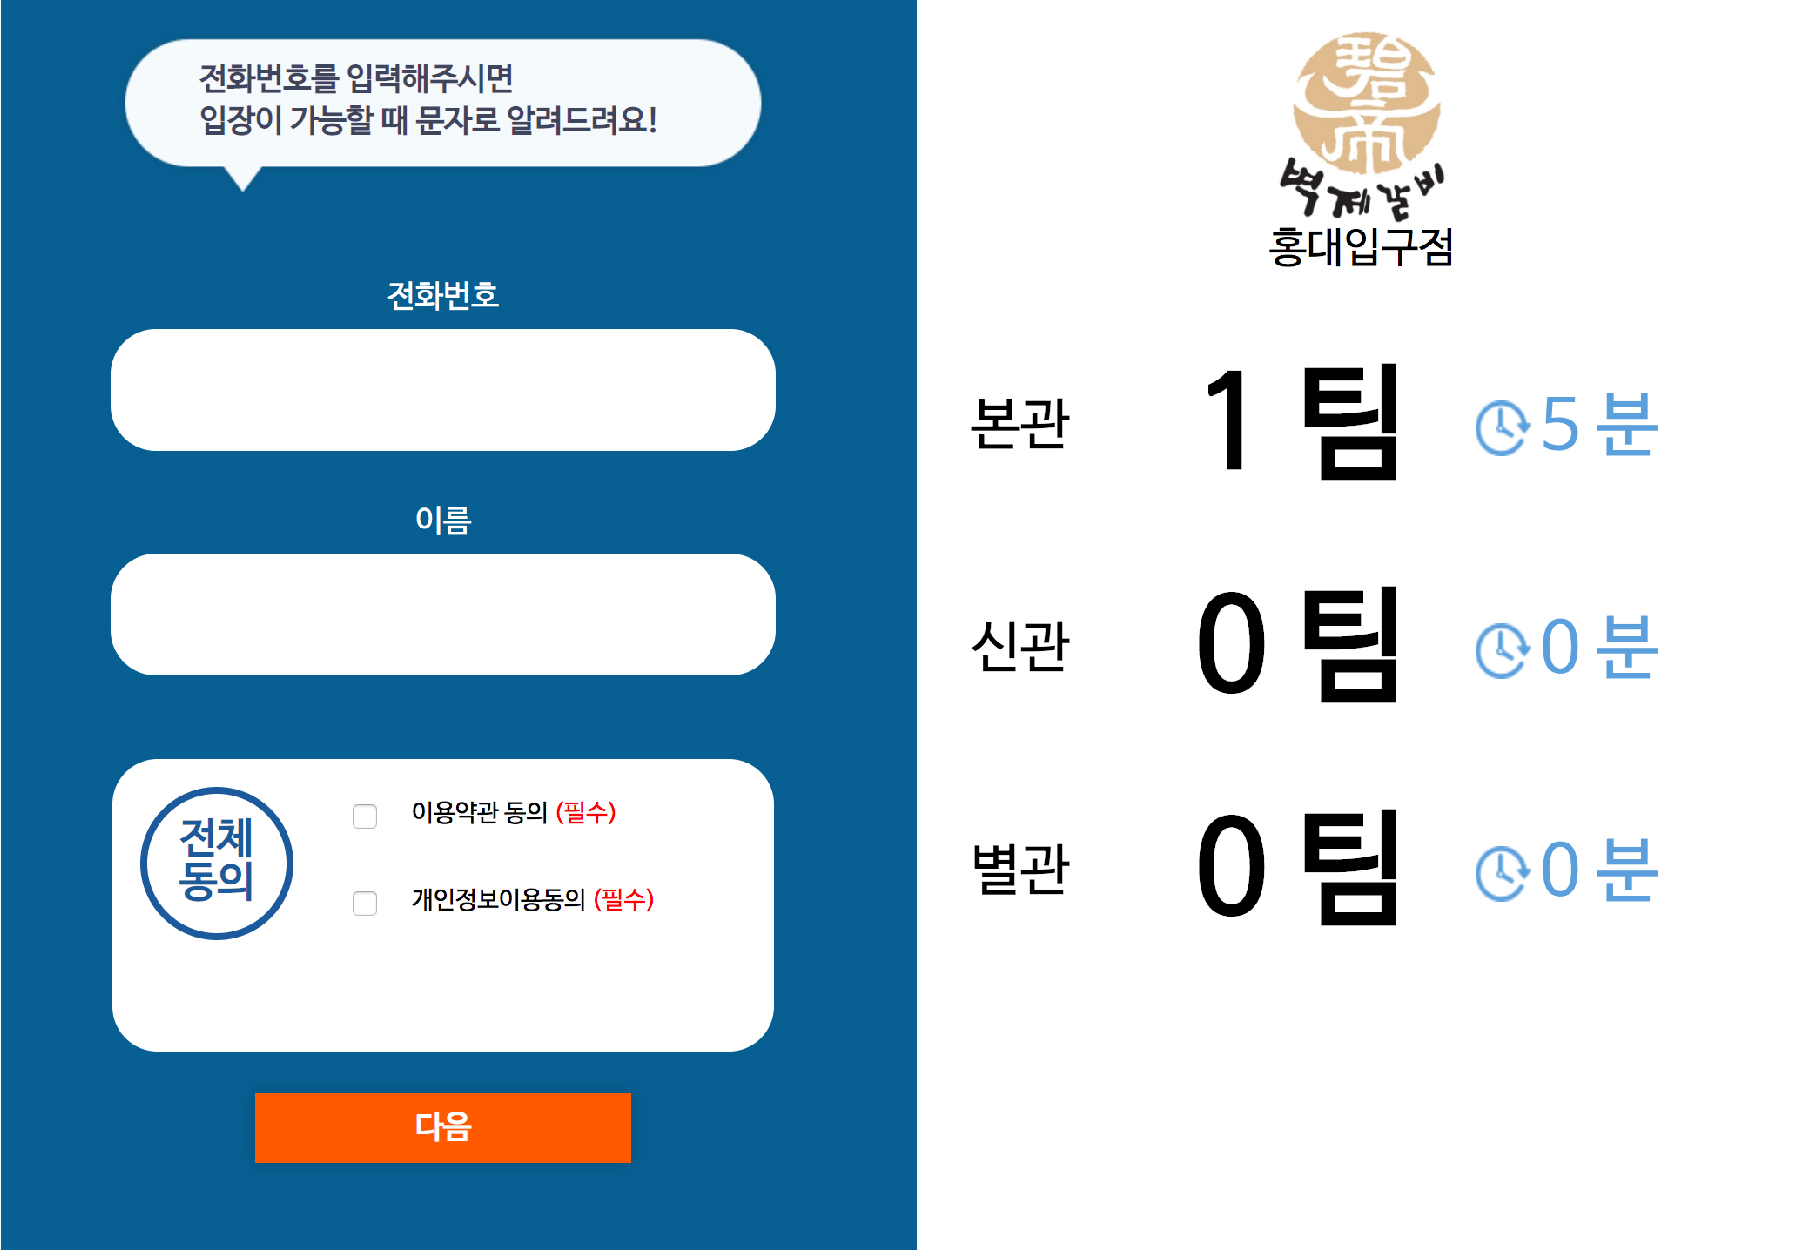 전화번호를 입력해주시면
입장이 가능할 때 문자로 알려드려요!
전화번호
이름
전체
동의
이용약관 동의 (필수)
개인정보이용동의 (필수)
다음
碧
帝
벽제갈비
홍대입구점
본관 1 팀 5 분
신관 0 팀 0 분
별관 0 팀 0 분